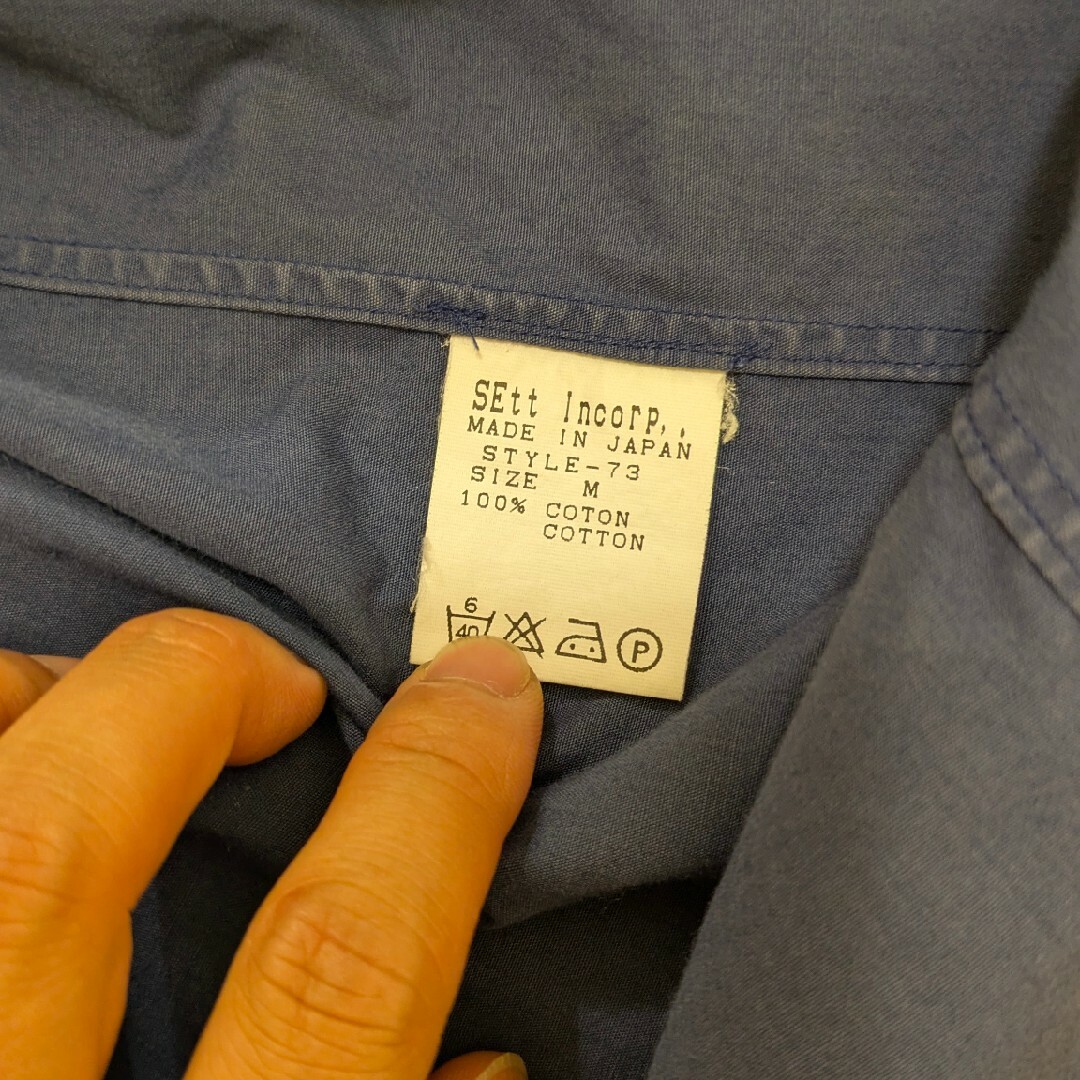 SEtt Incorp,.
MADE IN JAPAN
STYLE-73
SIZE M
100% COTON
COTTON
6
40
P